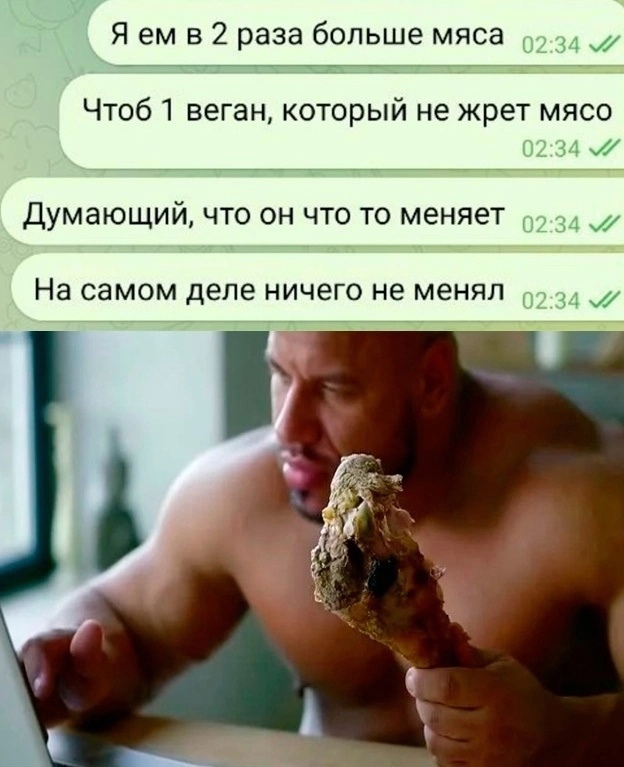 Я ем в 2 раза больше мяса 02:34
Чтоб 1 веган, который не жрет мясо
02:34
Думающий, что он что то меняет 02:34
На самом деле ничего не менял 02:34